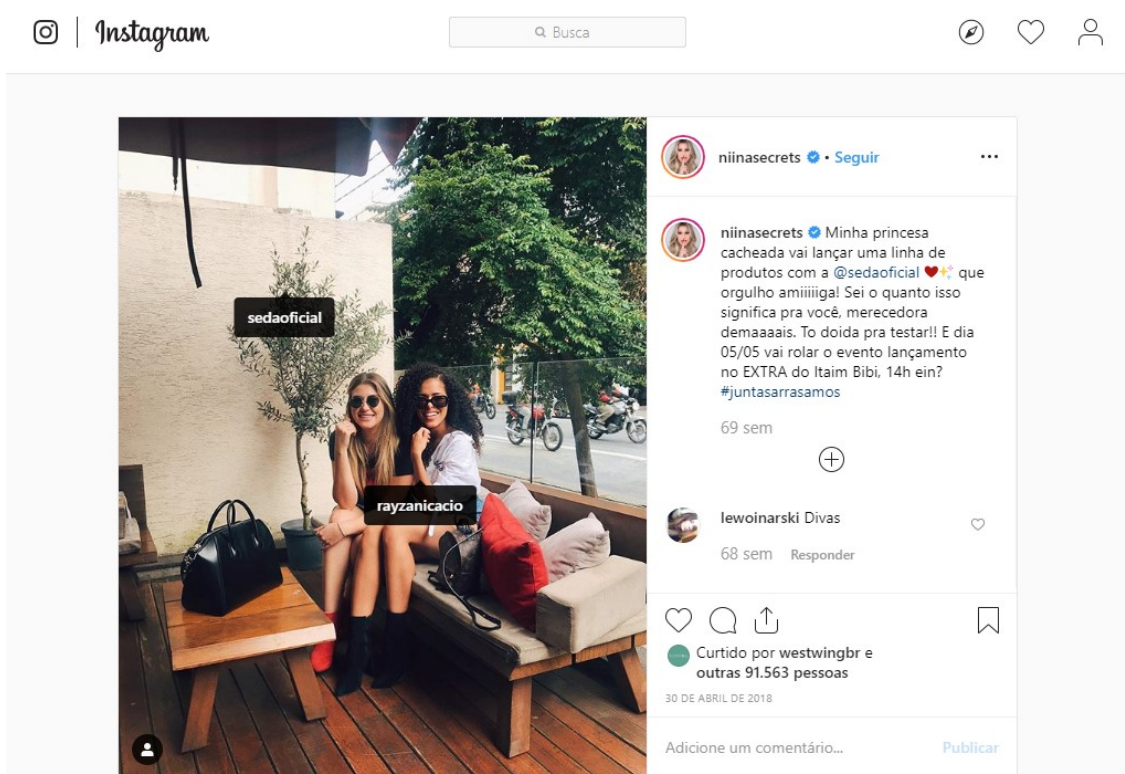 Instagram
Busca
niinasecrets • Seguir
sedaoficial
rayzanicacio
niinasecrets Minha princesa
cacheada vai lançar uma linha de
produtos com a @sedaoficial ❤️✨ que
orgulho amiiiiiga! Sei o quanto isso
significa pra você, merecedora
demaaaais. To doida pra testar!! E dia
05/05 vai rolar o evento lançamento
no EXTRA do Itaim Bibi, 14h ein?
#juntasarrasamos
69 sem
lewoinarski Divas
68 sem Responder
Curtido por westwingbr e
outras 91.563 pessoas
30 DE ABRIL DE 2018
Adicione um comentário... Publicar